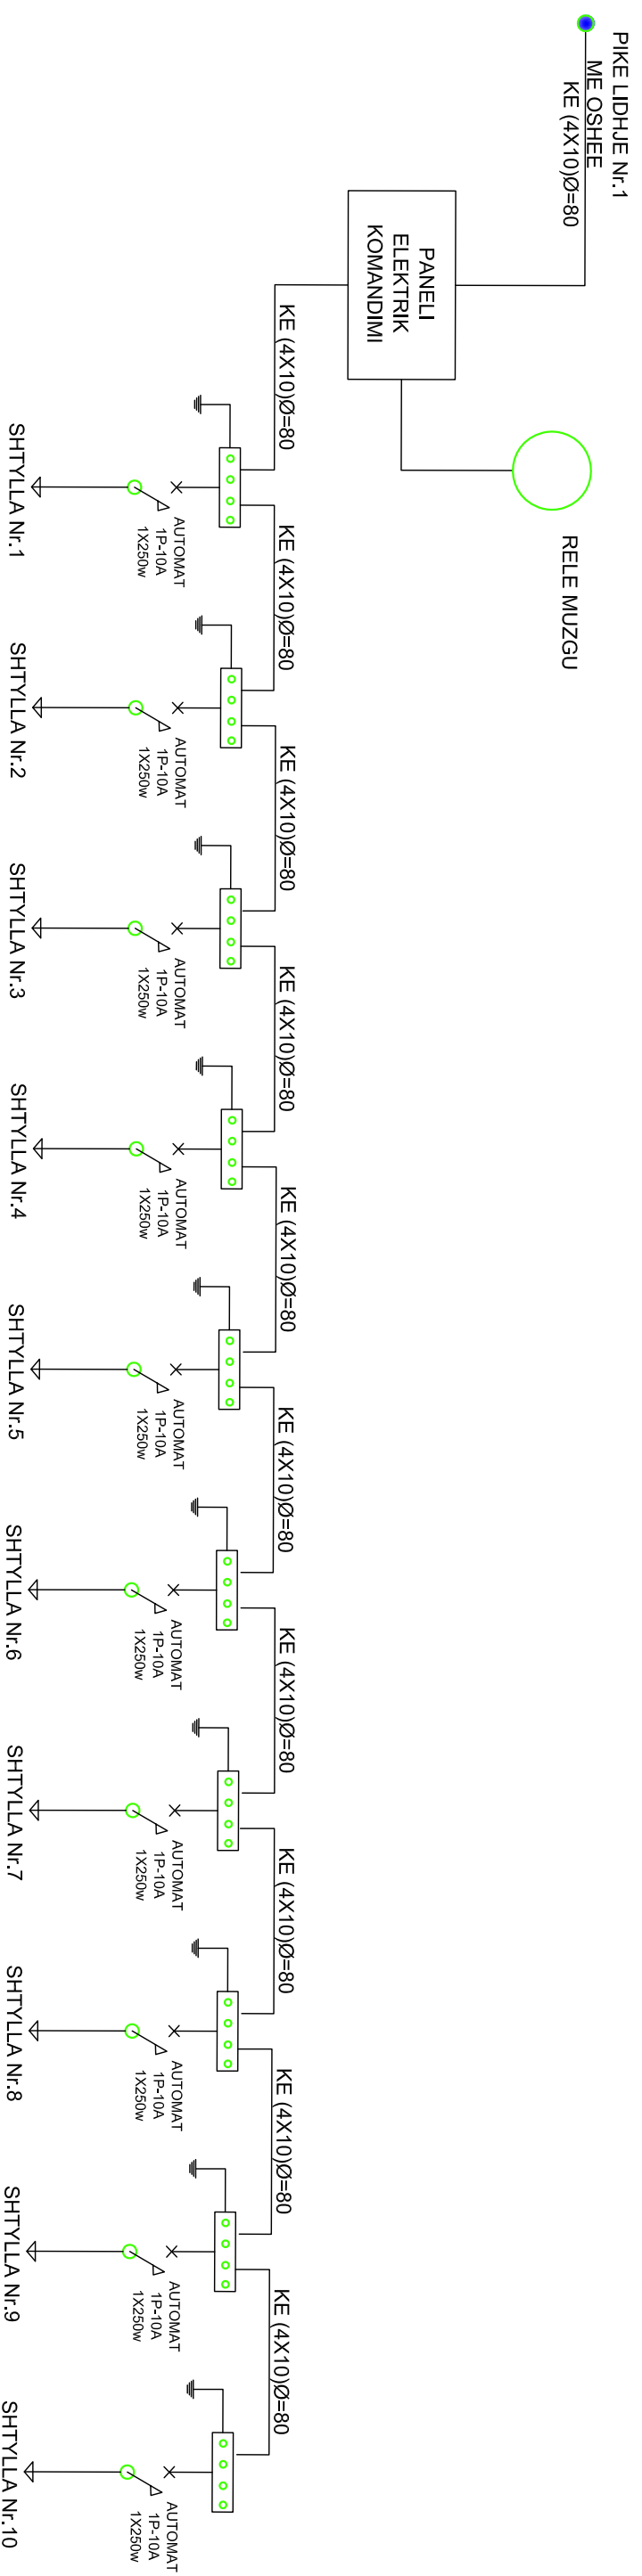 PIKE LIDHJE Nr.1
ME OSHEE
KE (4X10)Ø=80
PANELI
ELEKTRIK
KOMANDIMI
RELE MUZGU
KE (4X10)Ø=80
KE (4X10)Ø=80
KE (4X10)Ø=80
KE (4X10)Ø=80
KE (4X10)Ø=80
KE (4X10)Ø=80
KE (4X10)Ø=80
KE (4X10)Ø=80
KE (4X10)Ø=80
KE (4X10)Ø=80
AUTOMAT
1P-10A
1X250w
SHTYLLA Nr.1
AUTOMAT
1P-10A
1X250w
SHTYLLA Nr.2
AUTOMAT
1P-10A
1X250w
SHTYLLA Nr.3
AUTOMAT
1P-10A
1X250w
SHTYLLA Nr.4
AUTOMAT
1P-10A
1X250w
SHTYLLA Nr.5
AUTOMAT
1P-10A
1X250w
SHTYLLA Nr.6
AUTOMAT
1P-10A
1X250w
SHTYLLA Nr.7
AUTOMAT
1P-10A
1X250w
SHTYLLA Nr.8
AUTOMAT
1P-10A
1X250w
SHTYLLA Nr.9
AUTOMAT
1P-10A
1X250w
SHTYLLA Nr.10